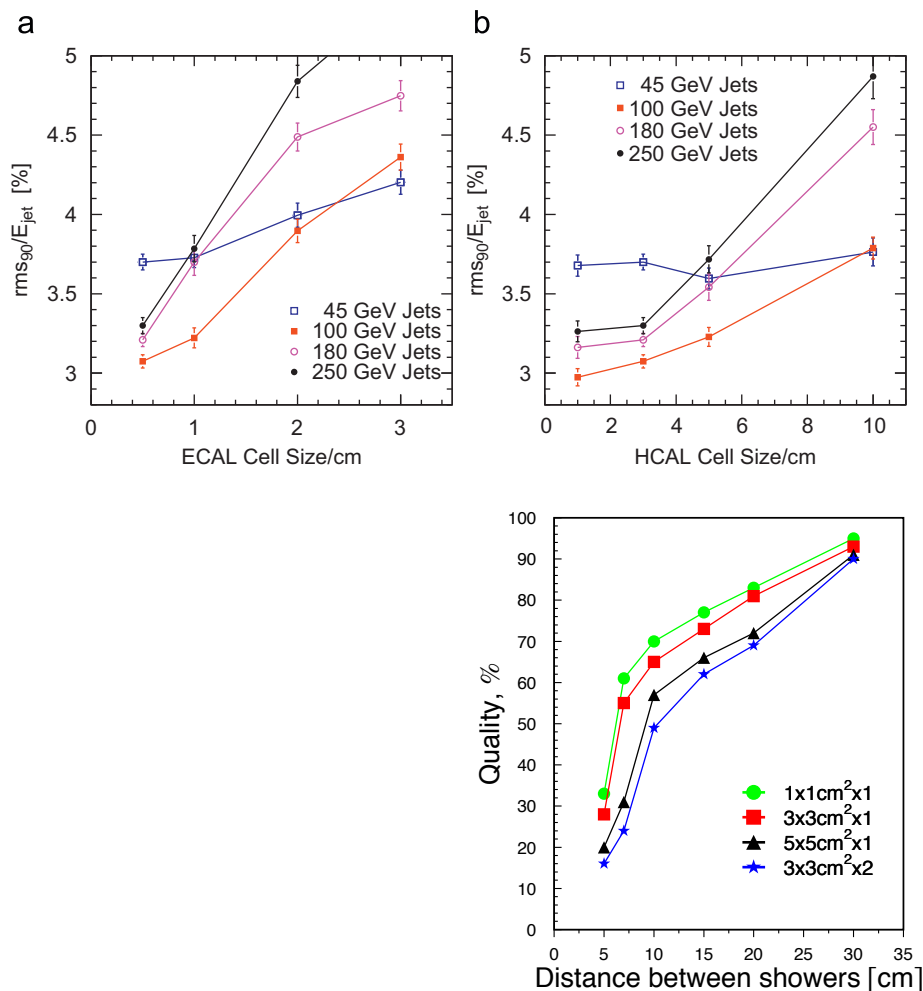 a
rms₉₀/E_jet [%]
5
4.5
4
3.5
3
0 1 2 3
ECAL Cell Size/cm
45 GeV Jets
100 GeV Jets
180 GeV Jets
250 GeV Jets
b
rms₉₀/E_jet [%]
5
4.5
4
3.5
3
0 2 4 6 8 10
HCAL Cell Size/cm
45 GeV Jets
100 GeV Jets
180 GeV Jets
250 GeV Jets
Quality, %
100
90
80
70
60
50
40
30
20
10
0
0 5 10 15 20 25 30 35
Distance between showers [cm]
1x1cm²x1
3x3cm²x1
5x5cm²x1
3x3cm²x2